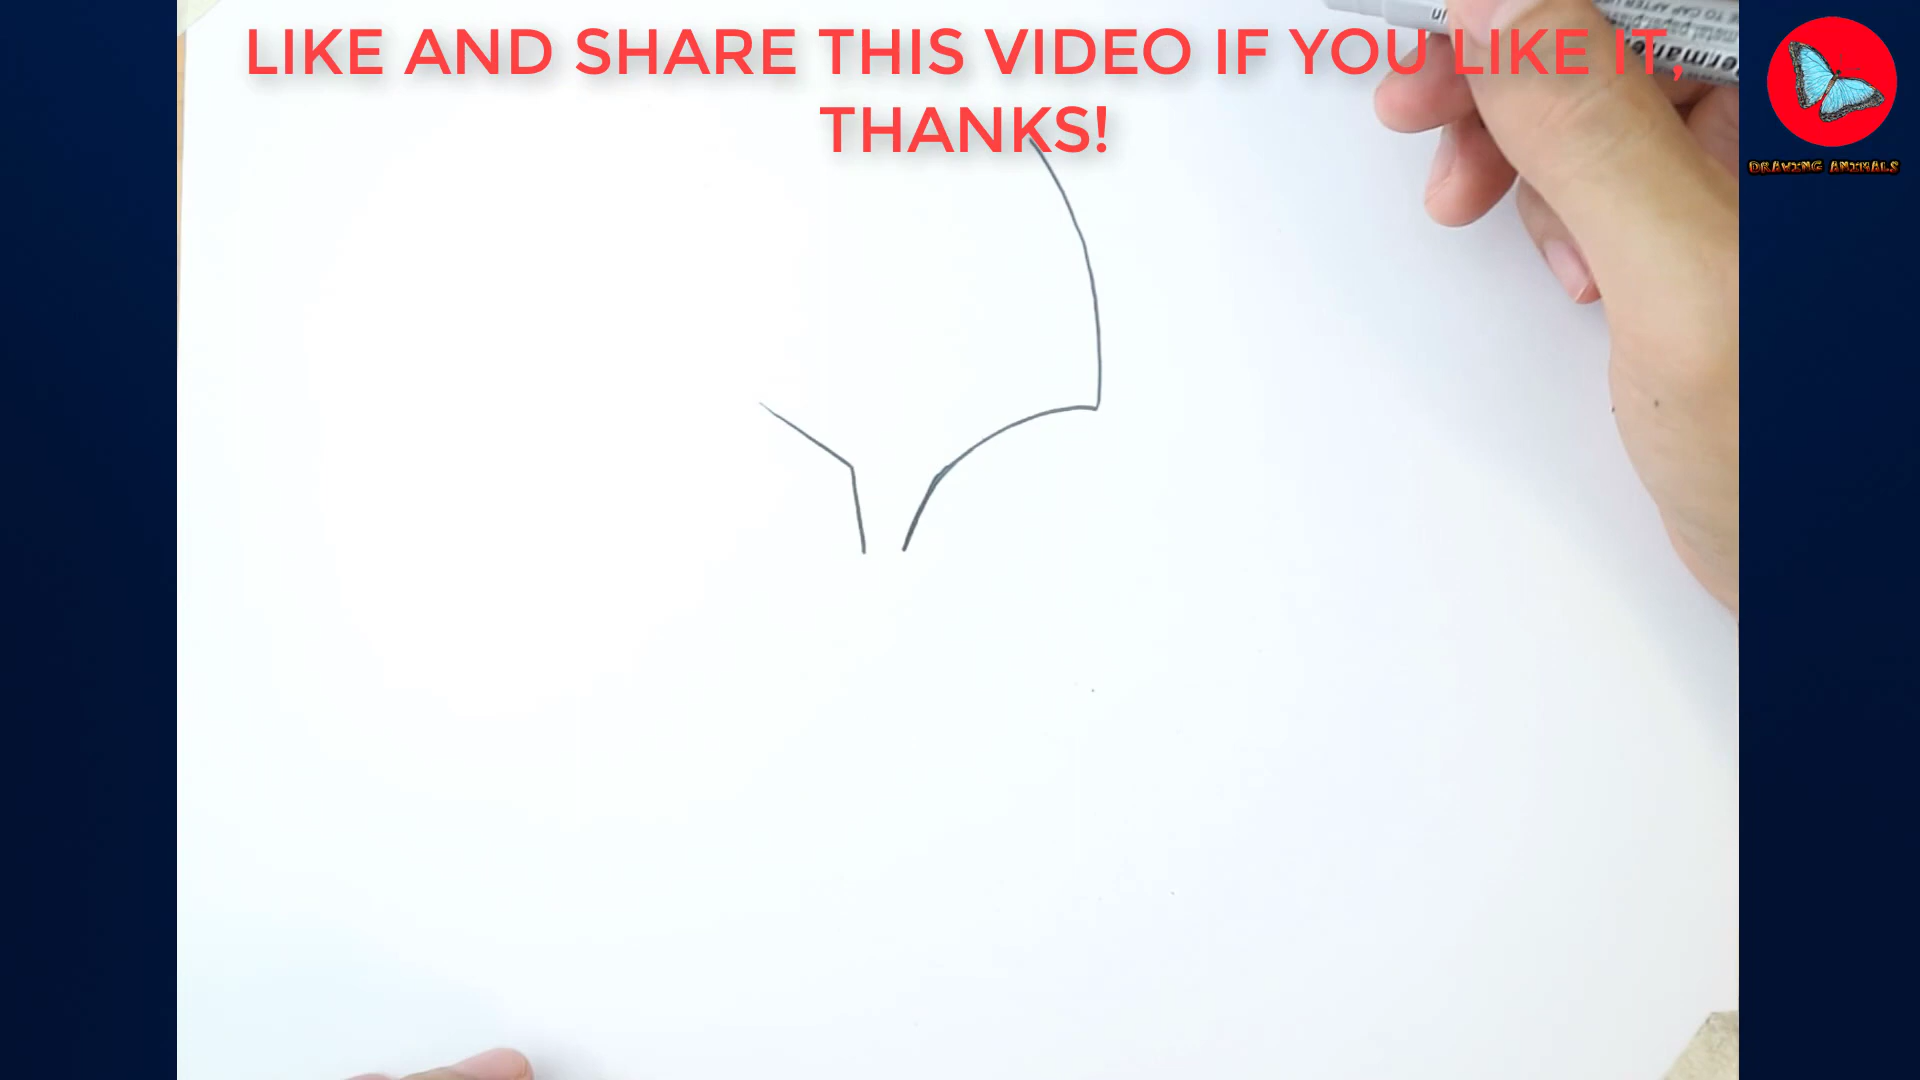 LIKE AND SHARE THIS VIDEO IF YOU LIKE IT,
THANKS!
DRAWING ANIMALS